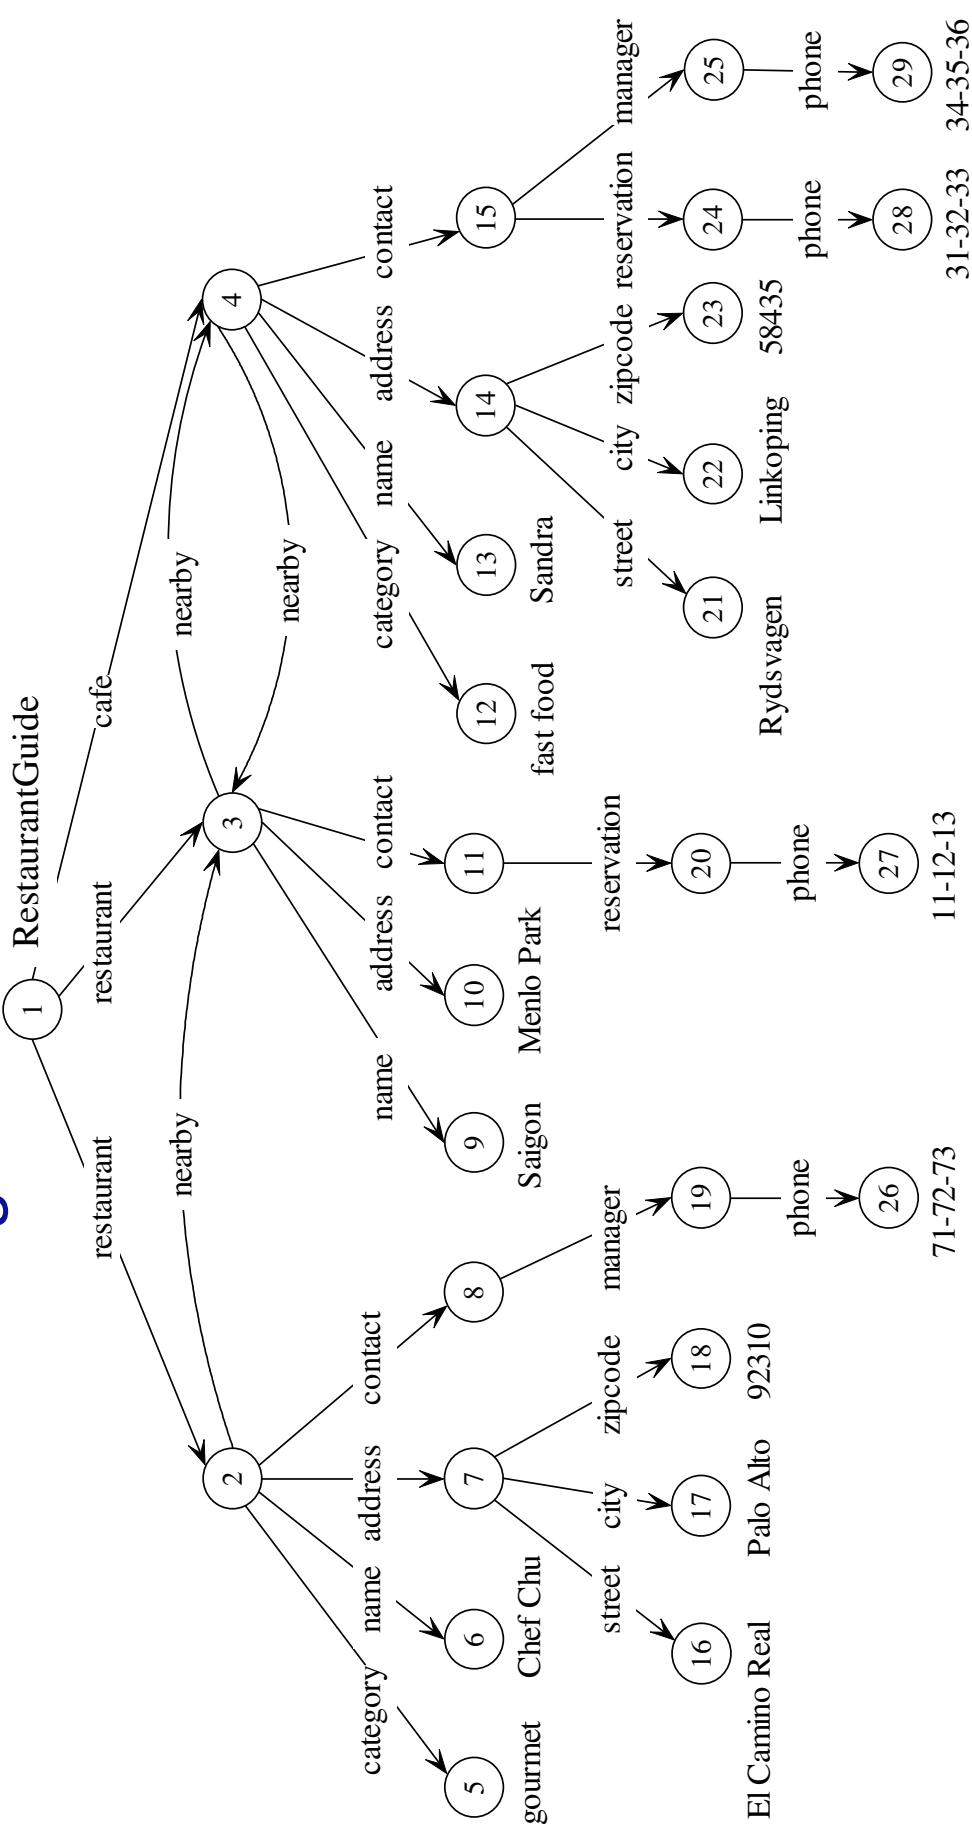 1 RestaurantGuide
restaurant restaurant cafe
nearby nearby
2 3 4
nearby
category name address contact name address contact category name address contact
5 6 7 8 9 10 11 12 13 14 15
gourmet Chef Chu Saigon Menlo Park fast food Sandra
street city zipcode manager reservation street city zipcode reservation manager
16 17 18 19 20 21 22 23 24 25
El Camino Real Palo Alto 92310 Rydsvagen Linkoping 58435
phone phone phone phone
26 27 28 29
71-72-73 11-12-13 31-32-33 34-35-36